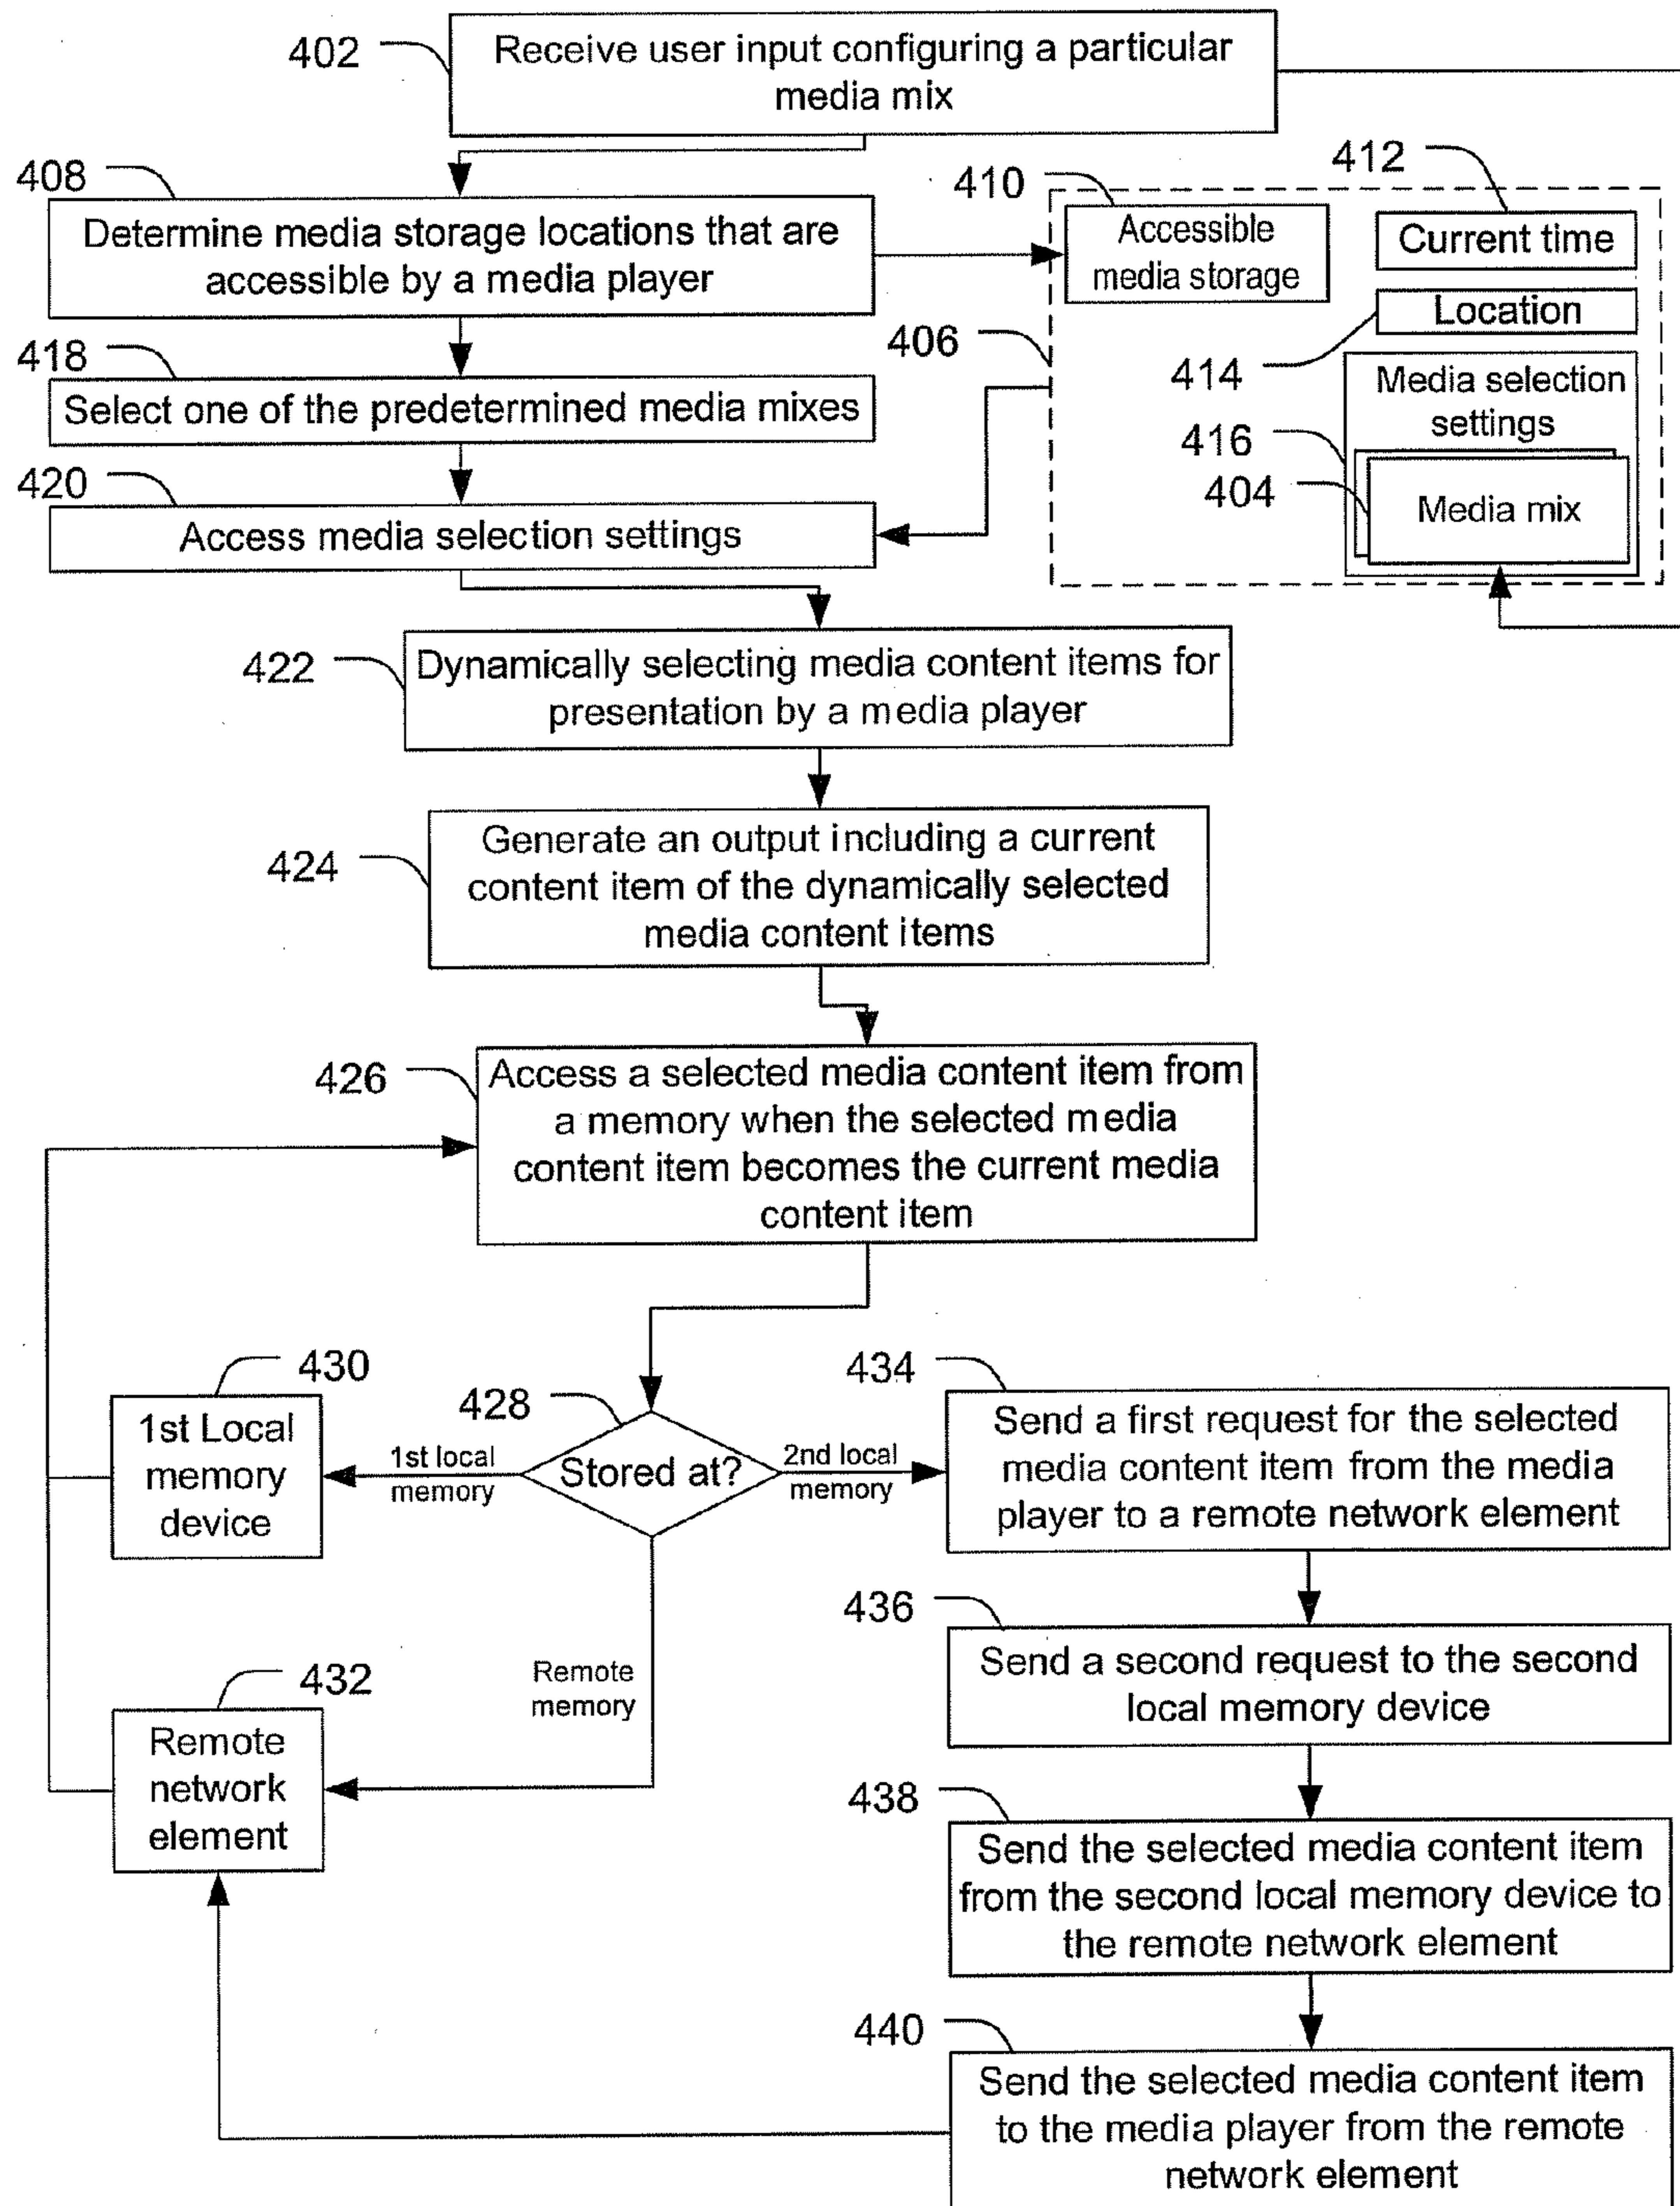 402
Receive user input configuring a particular
media mix
408
Determine media storage locations that are
accessible by a media player
410
Accessible
media storage
412
Current time
Location
414
406
Media selection
settings
416
404
Media mix
418
Select one of the predetermined media mixes
420
Access media selection settings
422
Dynamically selecting media content items for
presentation by a media player
424
Generate an output including a current
content item of the dynamically selected
media content items
426
Access a selected media content item from
a memory when the selected media
content item becomes the current media
content item
428
Stored at?
1st local
memory
2nd local
memory
Remote
memory
430
1st Local
memory
device
432
Remote
network
element
434
Send a first request for the selected
media content item from the media
player to a remote network element
436
Send a second request to the second
local memory device
438
Send the selected media content item
from the second local memory device to
the remote network element
440
Send the selected media content item
to the media player from the remote
network element